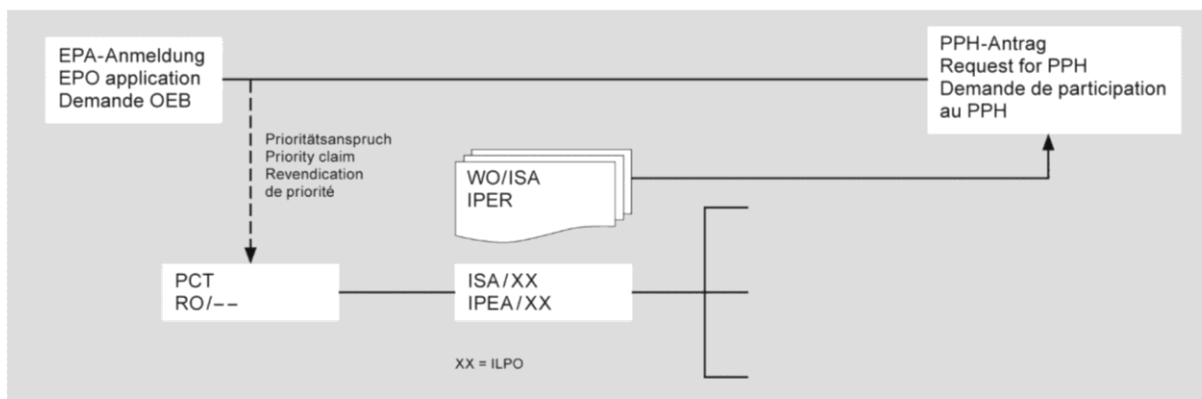 EPA-Anmeldung
EPO application
Demande OEB
PPH-Antrag
Request for PPH
Demande de participation
au PPH
Prioritätsanspruch
Priority claim
Revendication
de priorité
WO/ISA
IPER
PCT
RO/--
ISA/XX
IPEA/XX
XX = ILPO